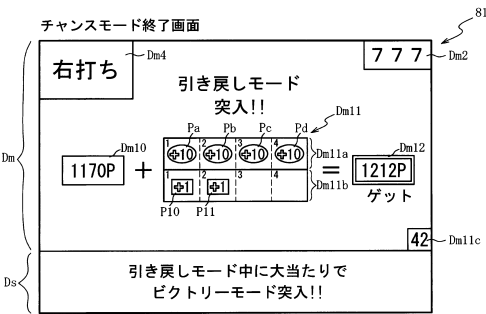 チャンスモード終了画面
81
右打ち
Dm4
7 7 7
Dm2
引き戻しモード
突入!!
Pa Pb Pc Pd
Dm11
Dm
Dm10
1170P
+
1 2 3 4
+10 +10 +10 +10
Dm11a
1 2 3 4
+1 +1
Dm11b
P10 P11
=
Dm12
1212P
ゲット
42
Dm11c
Ds
引き戻しモード中に大当たりで
ビクトリーモード突入!!